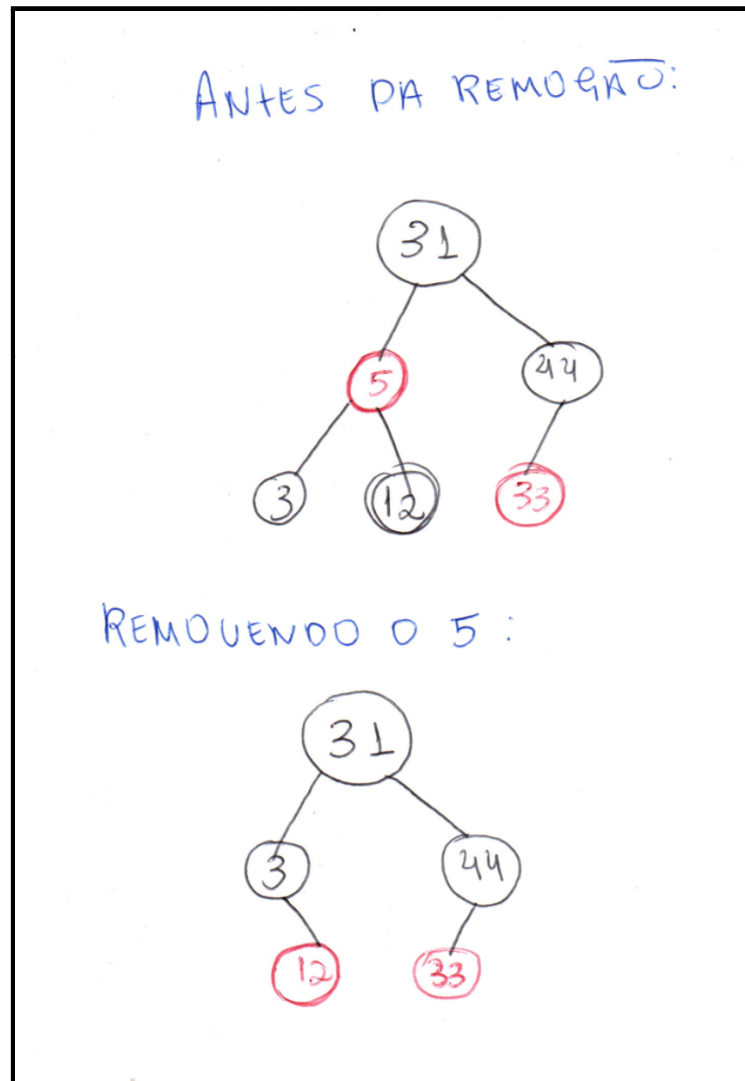 ANTES DA REMOÇÃO:
31
5 44
3 12 33
REMOVENDO O 5 :
31
3 44
12 33